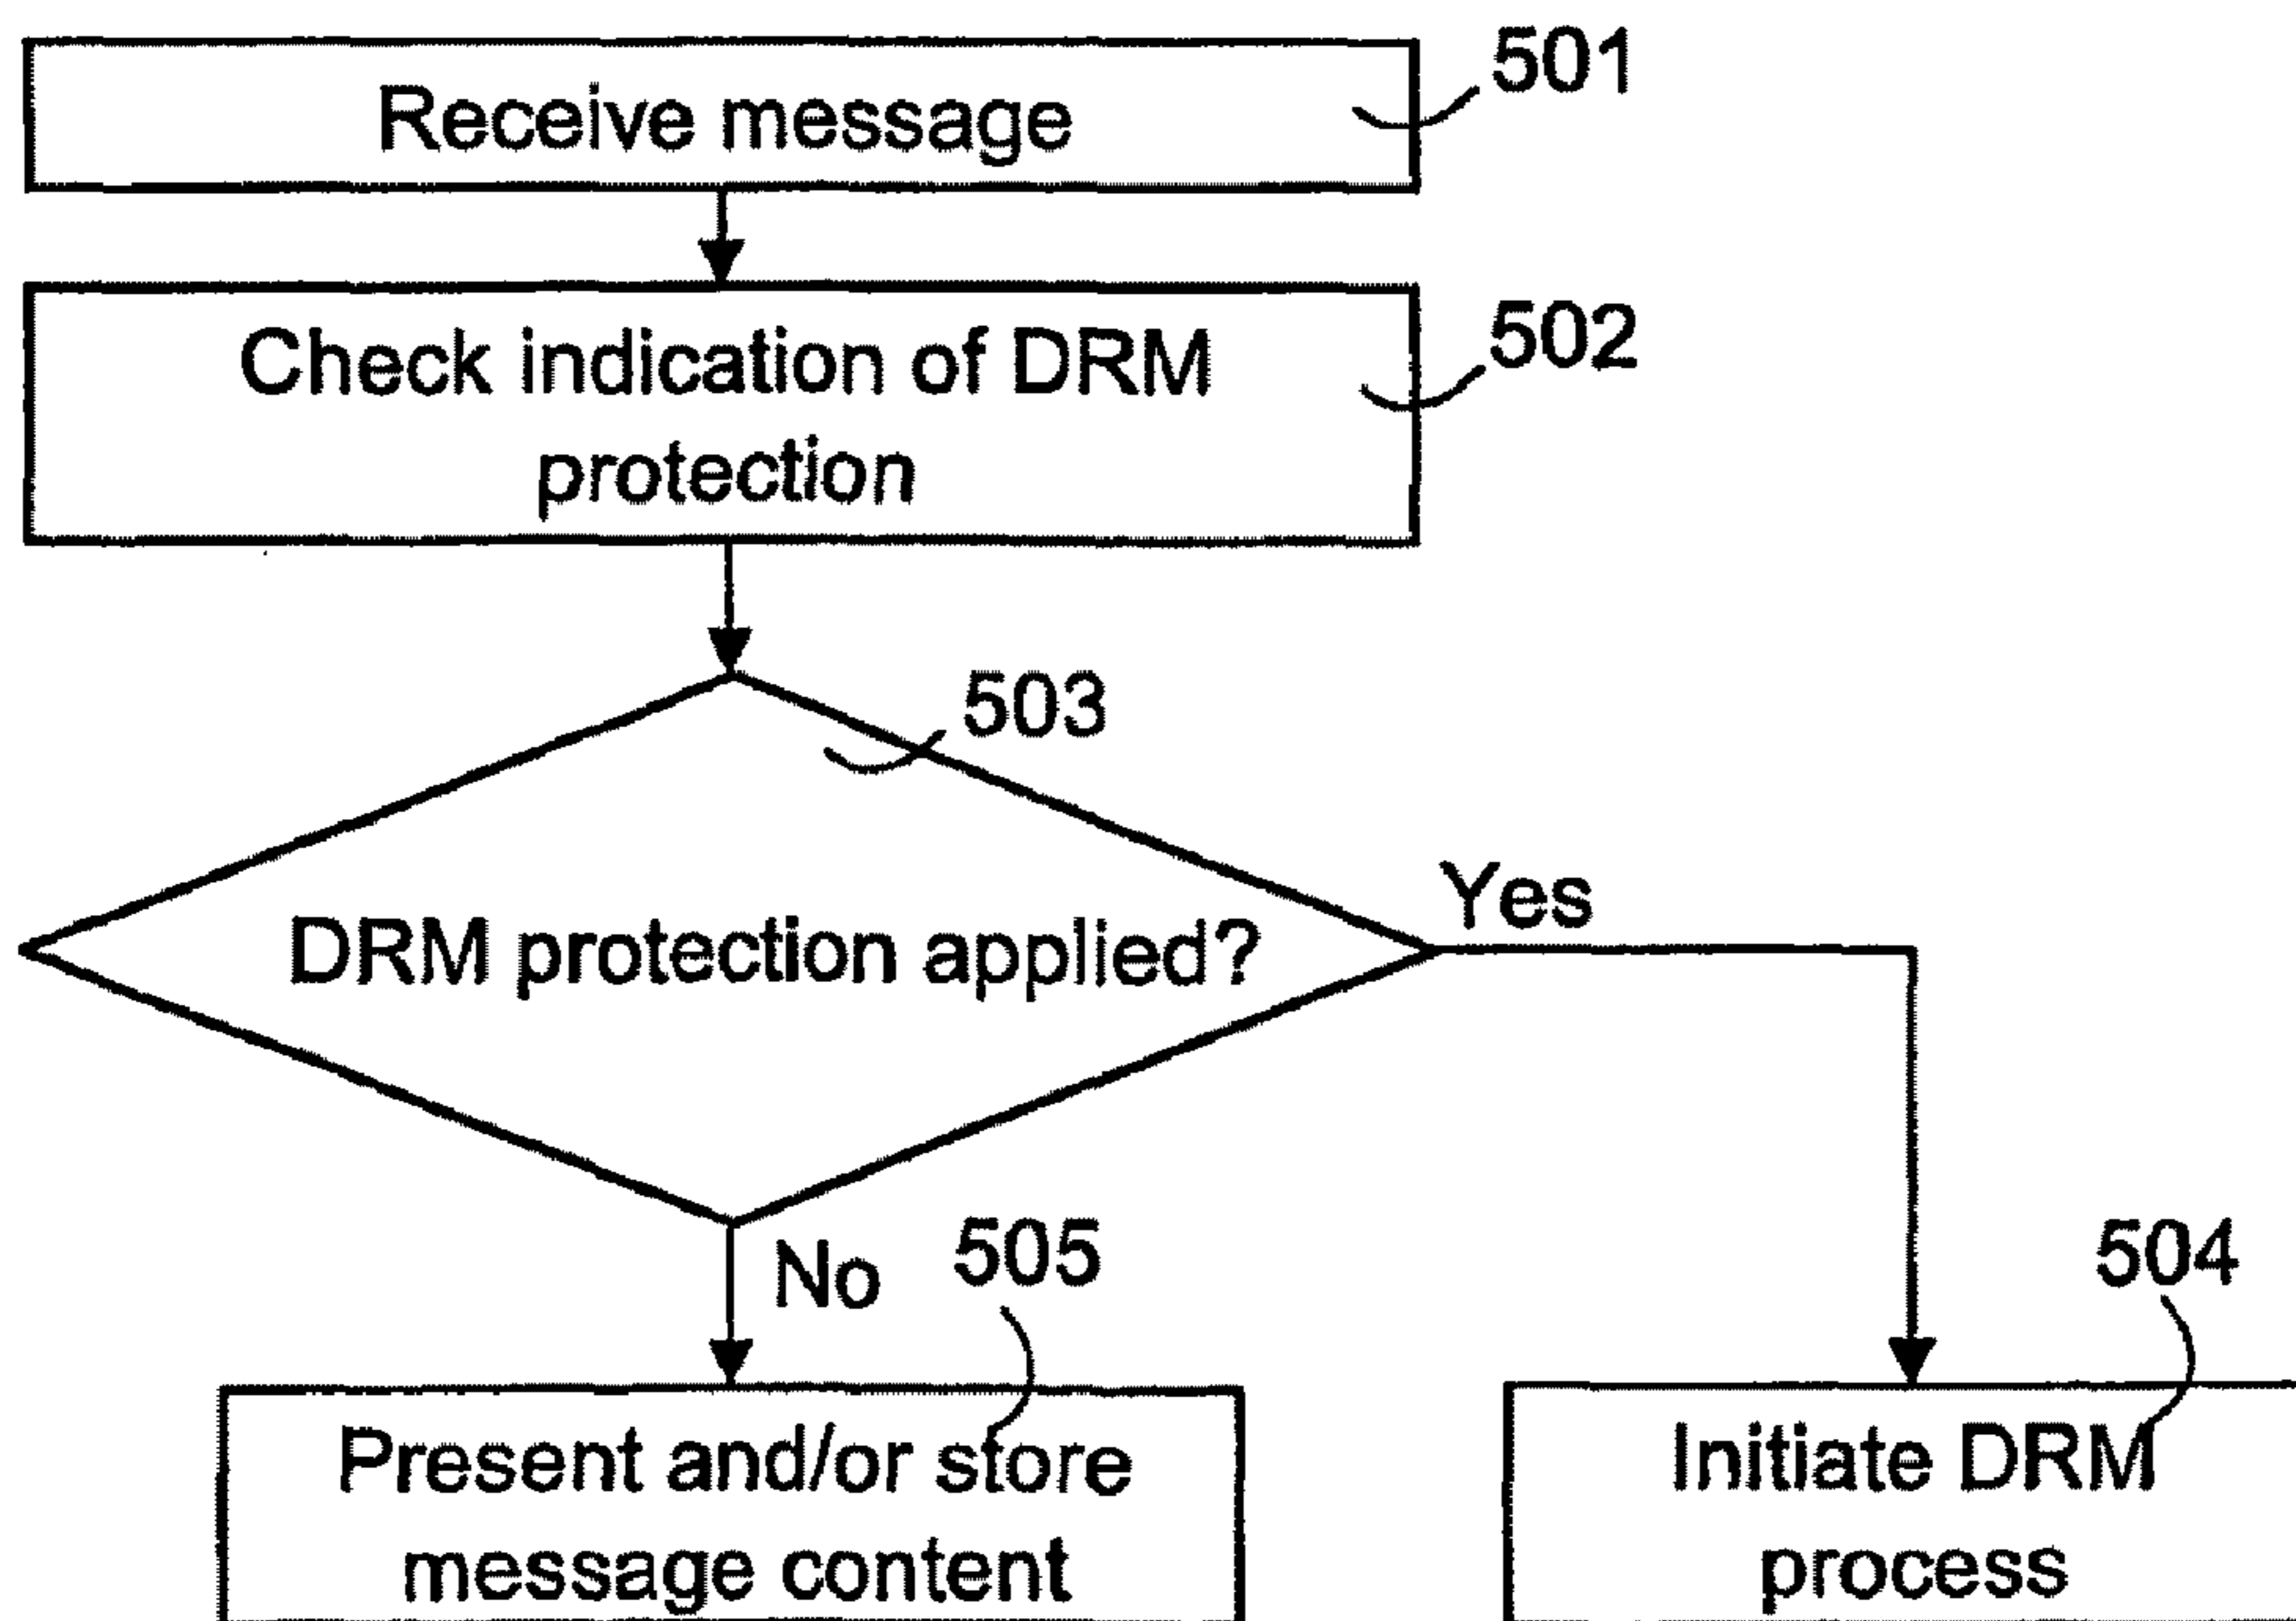 Receive message
501
Check indication of DRM
protection
502
503
DRM protection applied?
Yes
No
505
504
Present and/or store
message content
Initiate DRM
process